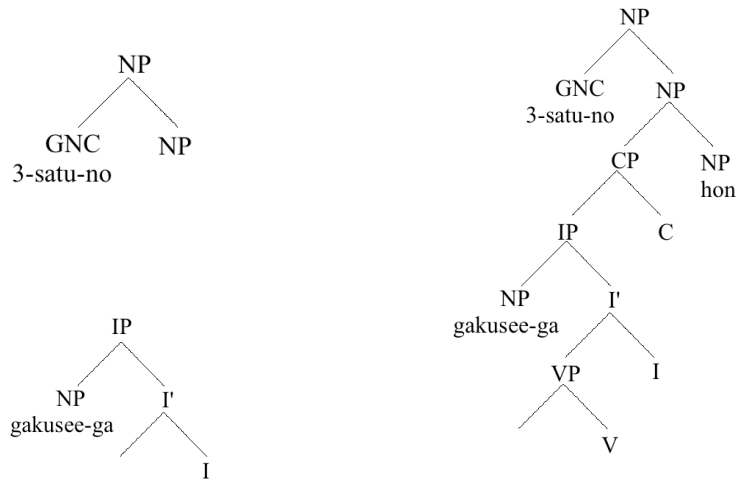 NP
GNC NP
3-satu-no
IP
NP I'
gakusee-ga
I
NP
GNC NP
3-satu-no
CP NP
hon
IP C
NP I'
gakusee-ga
VP I
V